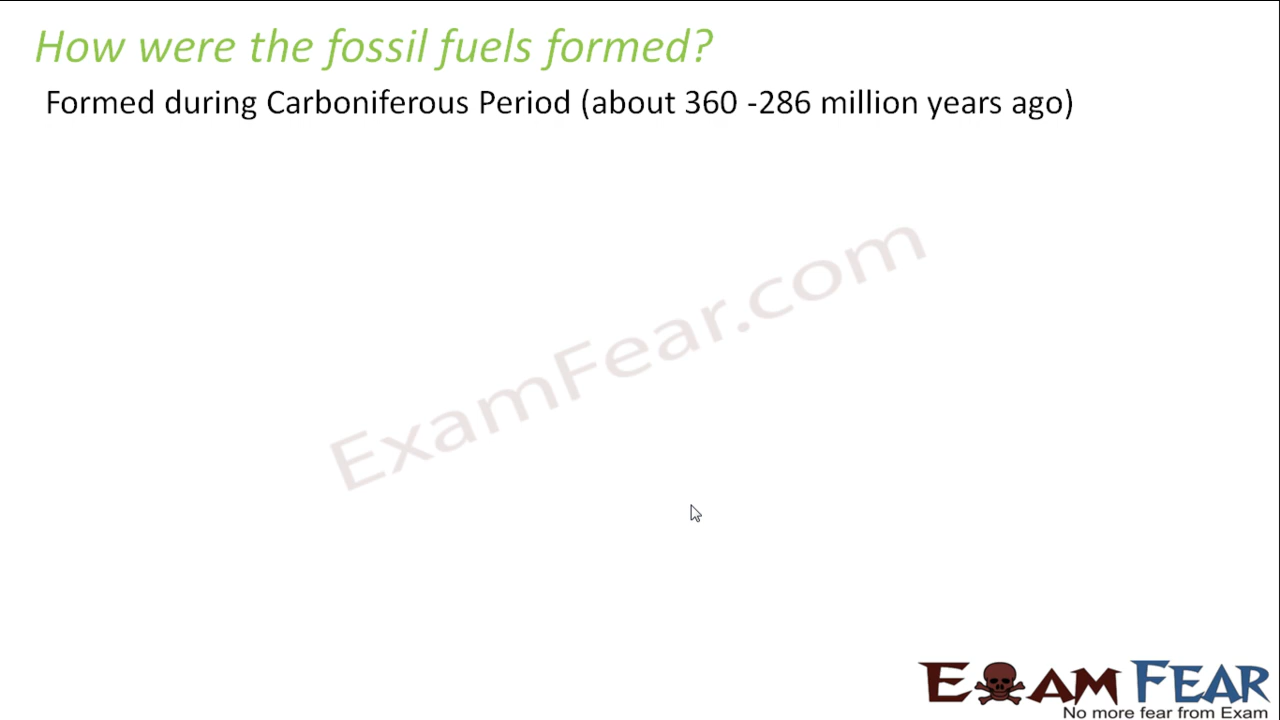 How were the fossil fuels formed?
Formed during Carboniferous Period (about 360 -286 million years ago)
ExamFear.com
EXAM FEAR
No more fear from Exam